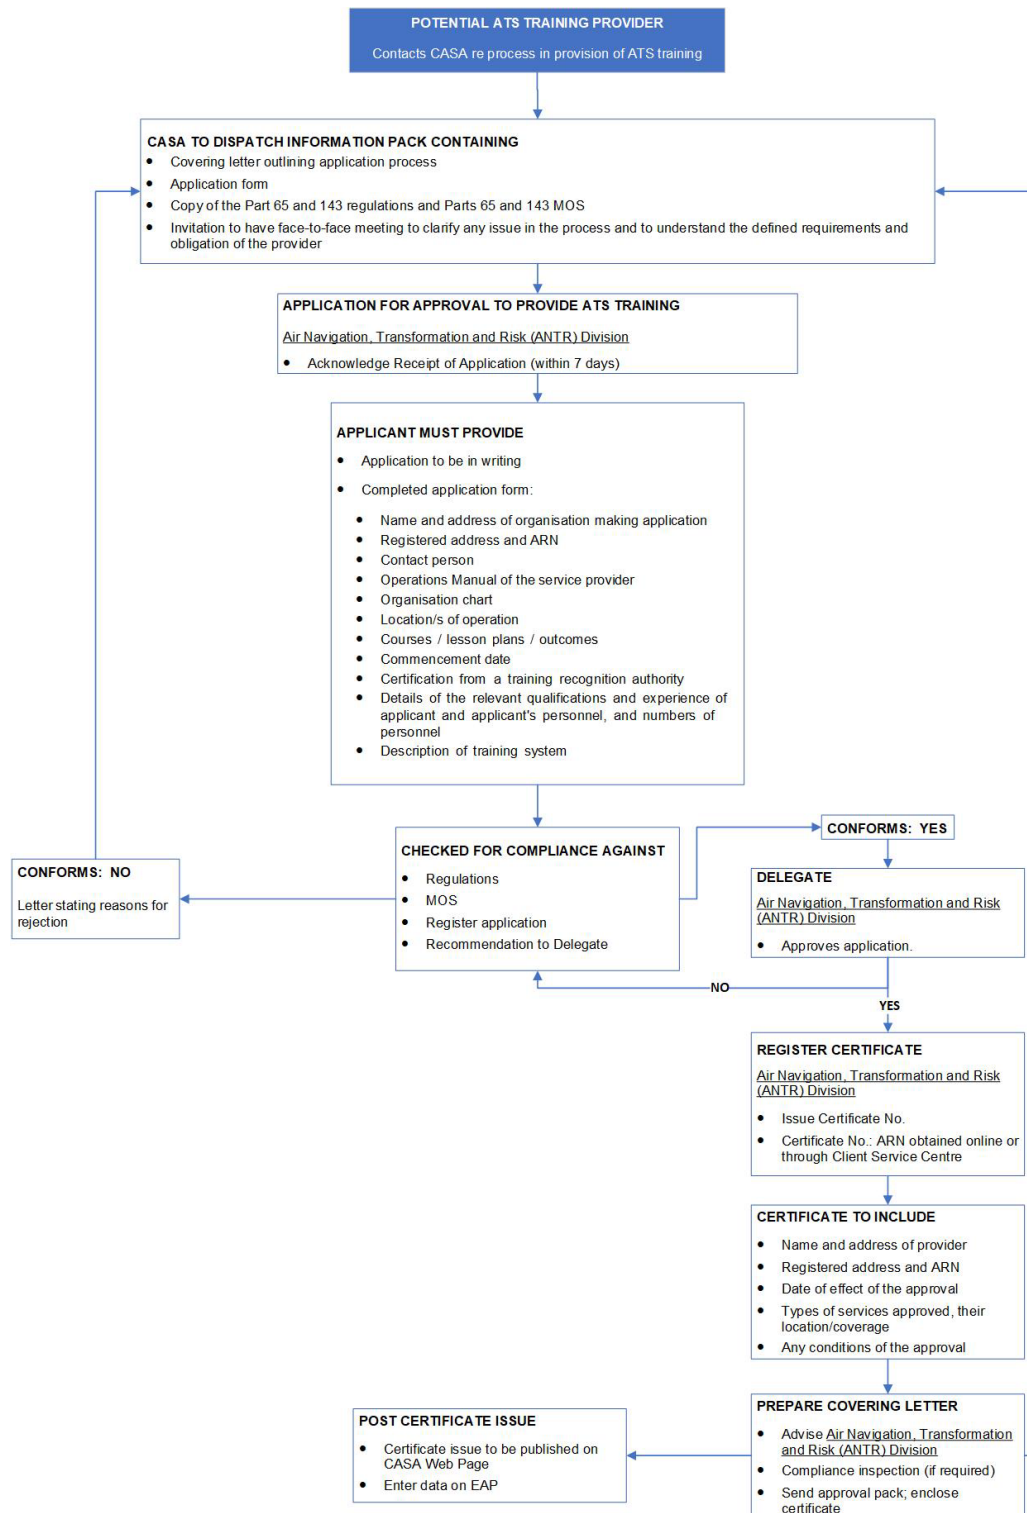 POTENTIAL ATS TRAINING PROVIDER
Contacts CASA re process in provision of ATS training
CASA TO DISPATCH INFORMATION PACK CONTAINING
• Covering letter outlining application process
• Application form
• Copy of the Part 65 and 143 regulations and Parts 65 and 143 MOS
• Invitation to have face-to-face meeting to clarify any issue in the process and to understand the defined requirements and
obligation of the provider
APPLICATION FOR APPROVAL TO PROVIDE ATS TRAINING
Air Navigation, Transformation and Risk (ANTR) Division
• Acknowledge Receipt of Application (within 7 days)
APPLICANT MUST PROVIDE
• Application to be in writing
• Completed application form:
• Name and address of organisation making application
• Registered address and ARN
• Contact person
• Operations Manual of the service provider
• Organisation chart
• Location/s of operation
• Courses / lesson plans / outcomes
• Commencement date
• Certification from a training recognition authority
• Details of the relevant qualifications and experience of
applicant and applicant's personnel, and numbers of
personnel
• Description of training system
CHECKED FOR COMPLIANCE AGAINST
• Regulations
• MOS
• Register application
• Recommendation to Delegate
CONFORMS: NO
Letter stating reasons for
rejection
CONFORMS: YES
DELEGATE
Air Navigation, Transformation and Risk
(ANTR) Division
• Approves application.
NO
YES
REGISTER CERTIFICATE
Air Navigation, Transformation and Risk
(ANTR) Division
• Issue Certificate No.
• Certificate No.: ARN obtained online or
through Client Service Centre
CERTIFICATE TO INCLUDE
• Name and address of provider
• Registered address and ARN
• Date of effect of the approval
• Types of services approved, their
location/coverage
• Any conditions of the approval
PREPARE COVERING LETTER
• Advise Air Navigation, Transformation
and Risk (ANTR) Division
• Compliance inspection (if required)
• Send approval pack; enclose
certificate
POST CERTIFICATE ISSUE
• Certificate issue to be published on
CASA Web Page
• Enter data on EAP